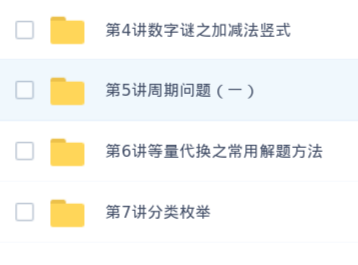 第4讲数字谜之加减法竖式
第5讲周期问题（一）
第6讲等量代换之常用解题方法
第7讲分类枚举